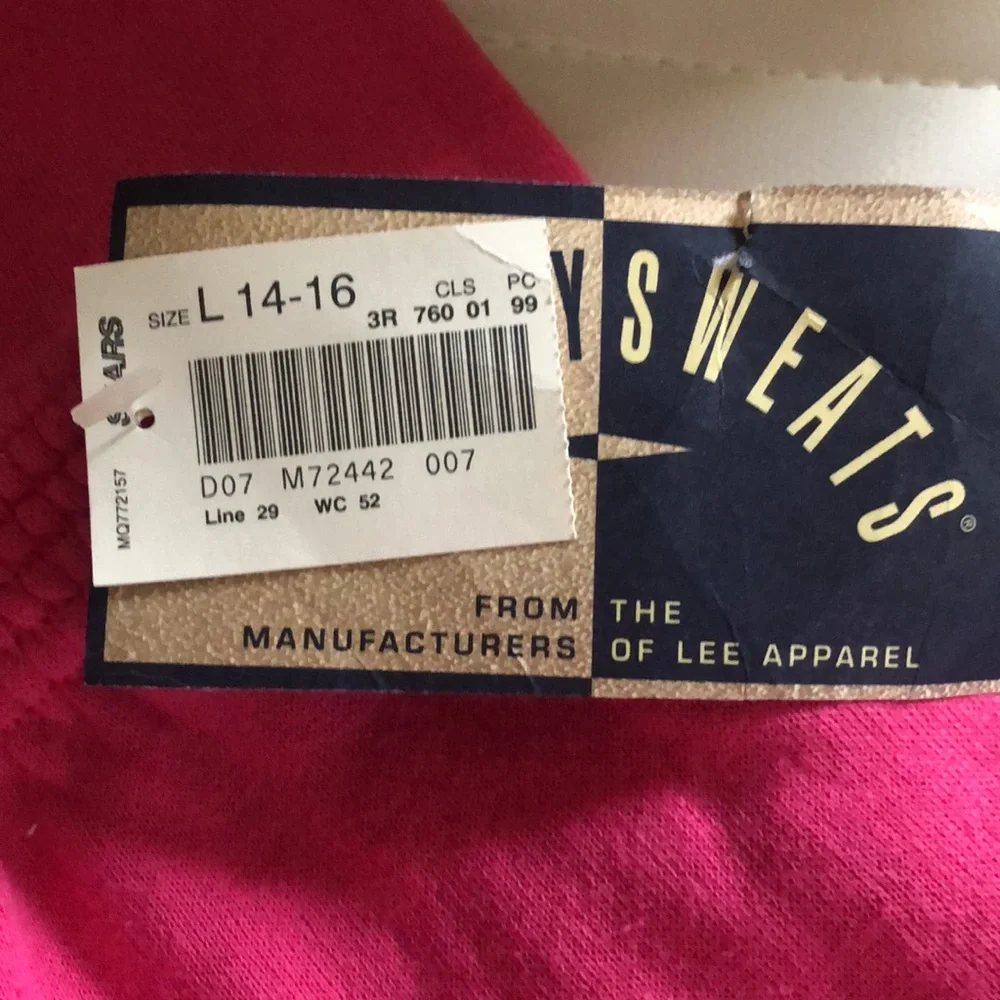 SIZE L 14-16
CLS PC
3R 760 01 99
D07 M72442 007
Line 29 WC 52
MQ772157
ARS
Y SWEATS®
FROM THE
MANUFACTURERS OF LEE APPAREL